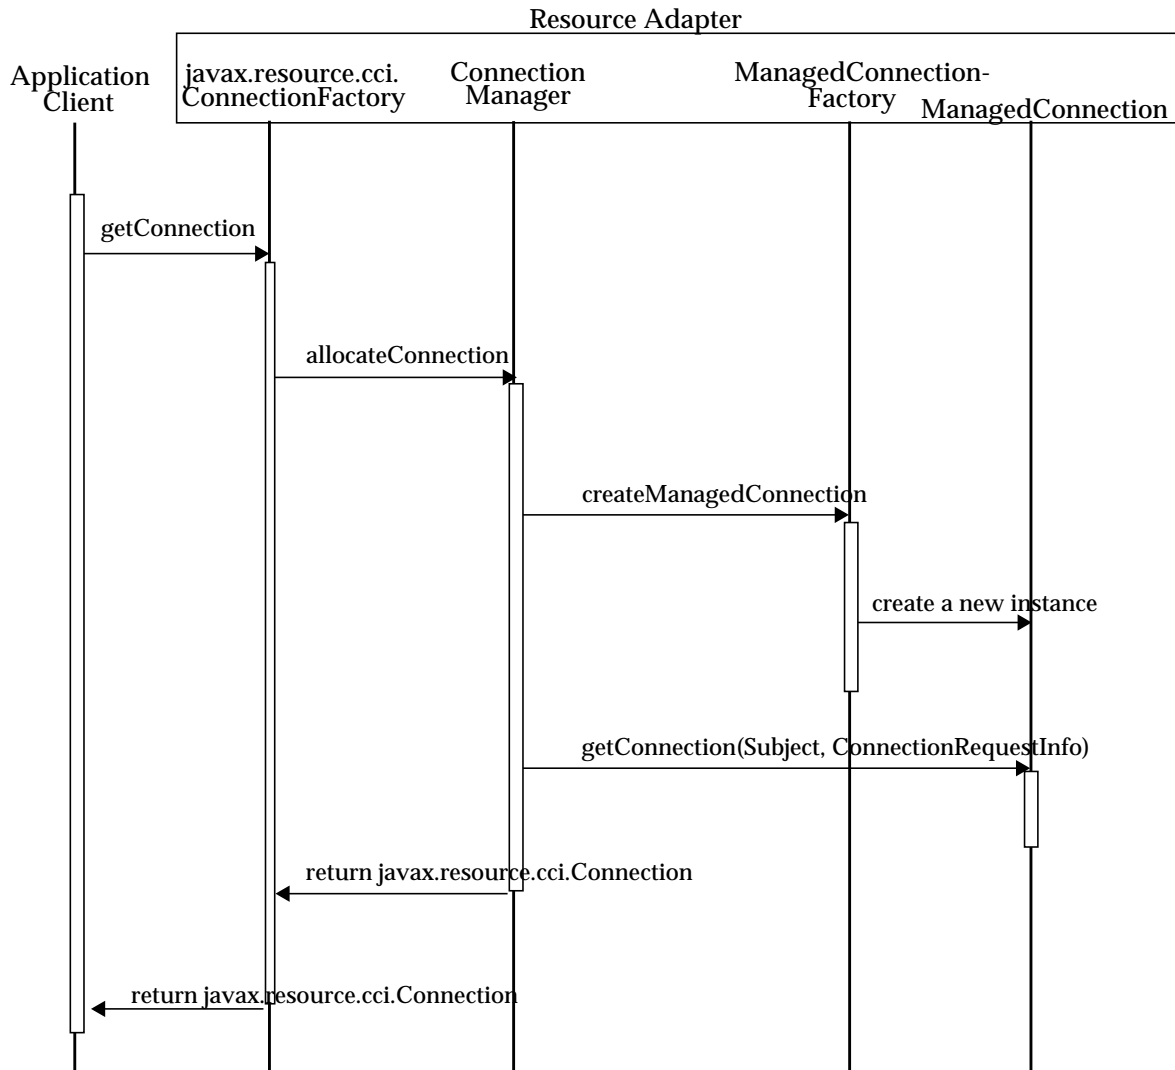 Resource Adapter
Application
Client
javax.resource.cci.
ConnectionFactory
Connection
Manager
ManagedConnection-
Factory
ManagedConnection
getConnection
allocateConnection
createManagedConnection
create a new instance
getConnection(Subject, ConnectionRequestInfo)
return javax.resource.cci.Connection
return javax.resource.cci.Connection